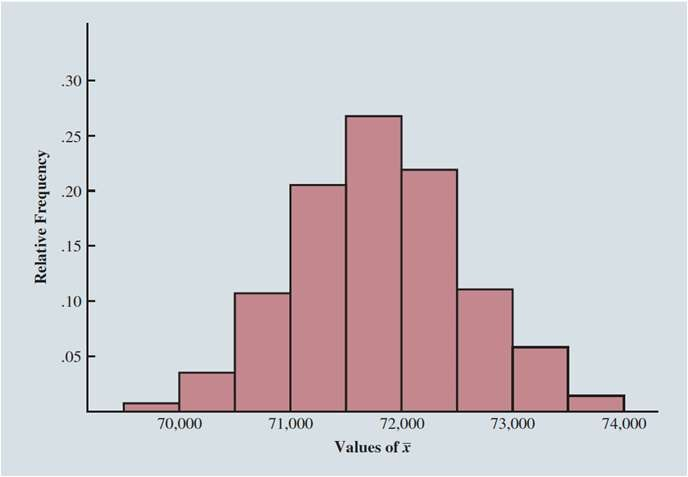 .30
.25
.20
.15
.10
.05
Relative Frequency
70,000 71,000 72,000 73,000 74,000
Values of x̅